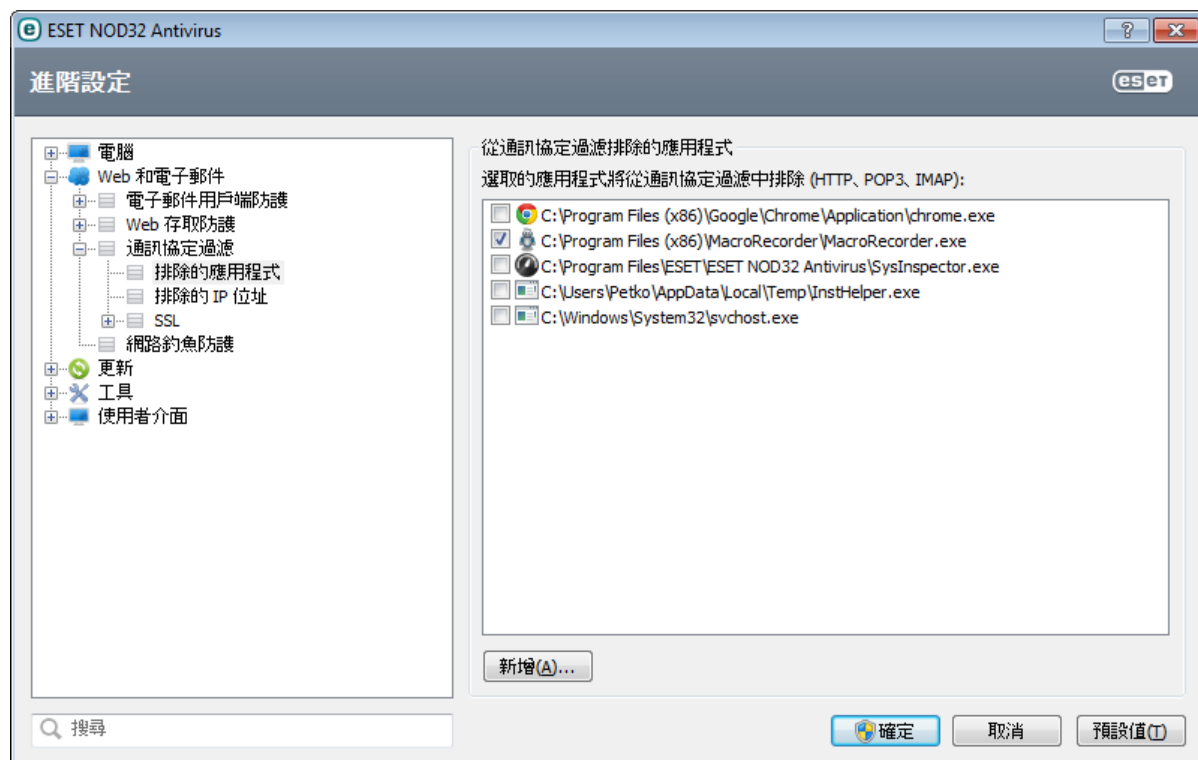 ESET NOD32 Antivirus
進階設定
eseT
電腦
Web 和電子郵件
電子郵件用戶端防護
Web 存取防護
通訊協定過濾
排除的應用程式
排除的 IP 位址
SSL
網路釣魚防護
更新
工具
使用者介面
搜尋
從通訊協定過濾排除的應用程式
選取的應用程式將從通訊協定過濾中排除 (HTTP、POP3、IMAP):
C:\Program Files (x86)\Google\Chrome\Application\chrome.exe
C:\Program Files (x86)\MacroRecorder\MacroRecorder.exe
C:\Program Files\ESET\ESET NOD32 Antivirus\SysInspector.exe
C:\Users\Petko\AppData\Local\Temp\InstHelper.exe
C:\Windows\System32\svchost.exe
新增(A)...
確定
取消
預設值(T)